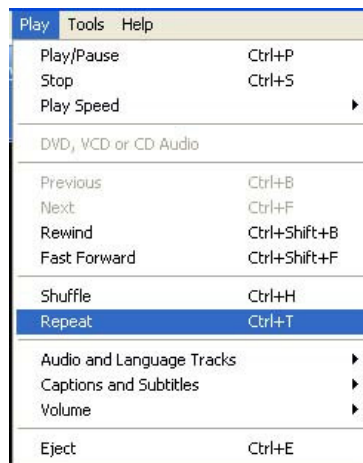 Play Tools Help
Play/Pause Ctrl+P
Stop Ctrl+S
Play Speed
DVD, VCD or CD Audio
Previous Ctrl+B
Next Ctrl+F
Rewind Ctrl+Shift+B
Fast Forward Ctrl+Shift+F
Shuffle Ctrl+H
Repeat Ctrl+T
Audio and Language Tracks
Captions and Subtitles
Volume
Eject Ctrl+E